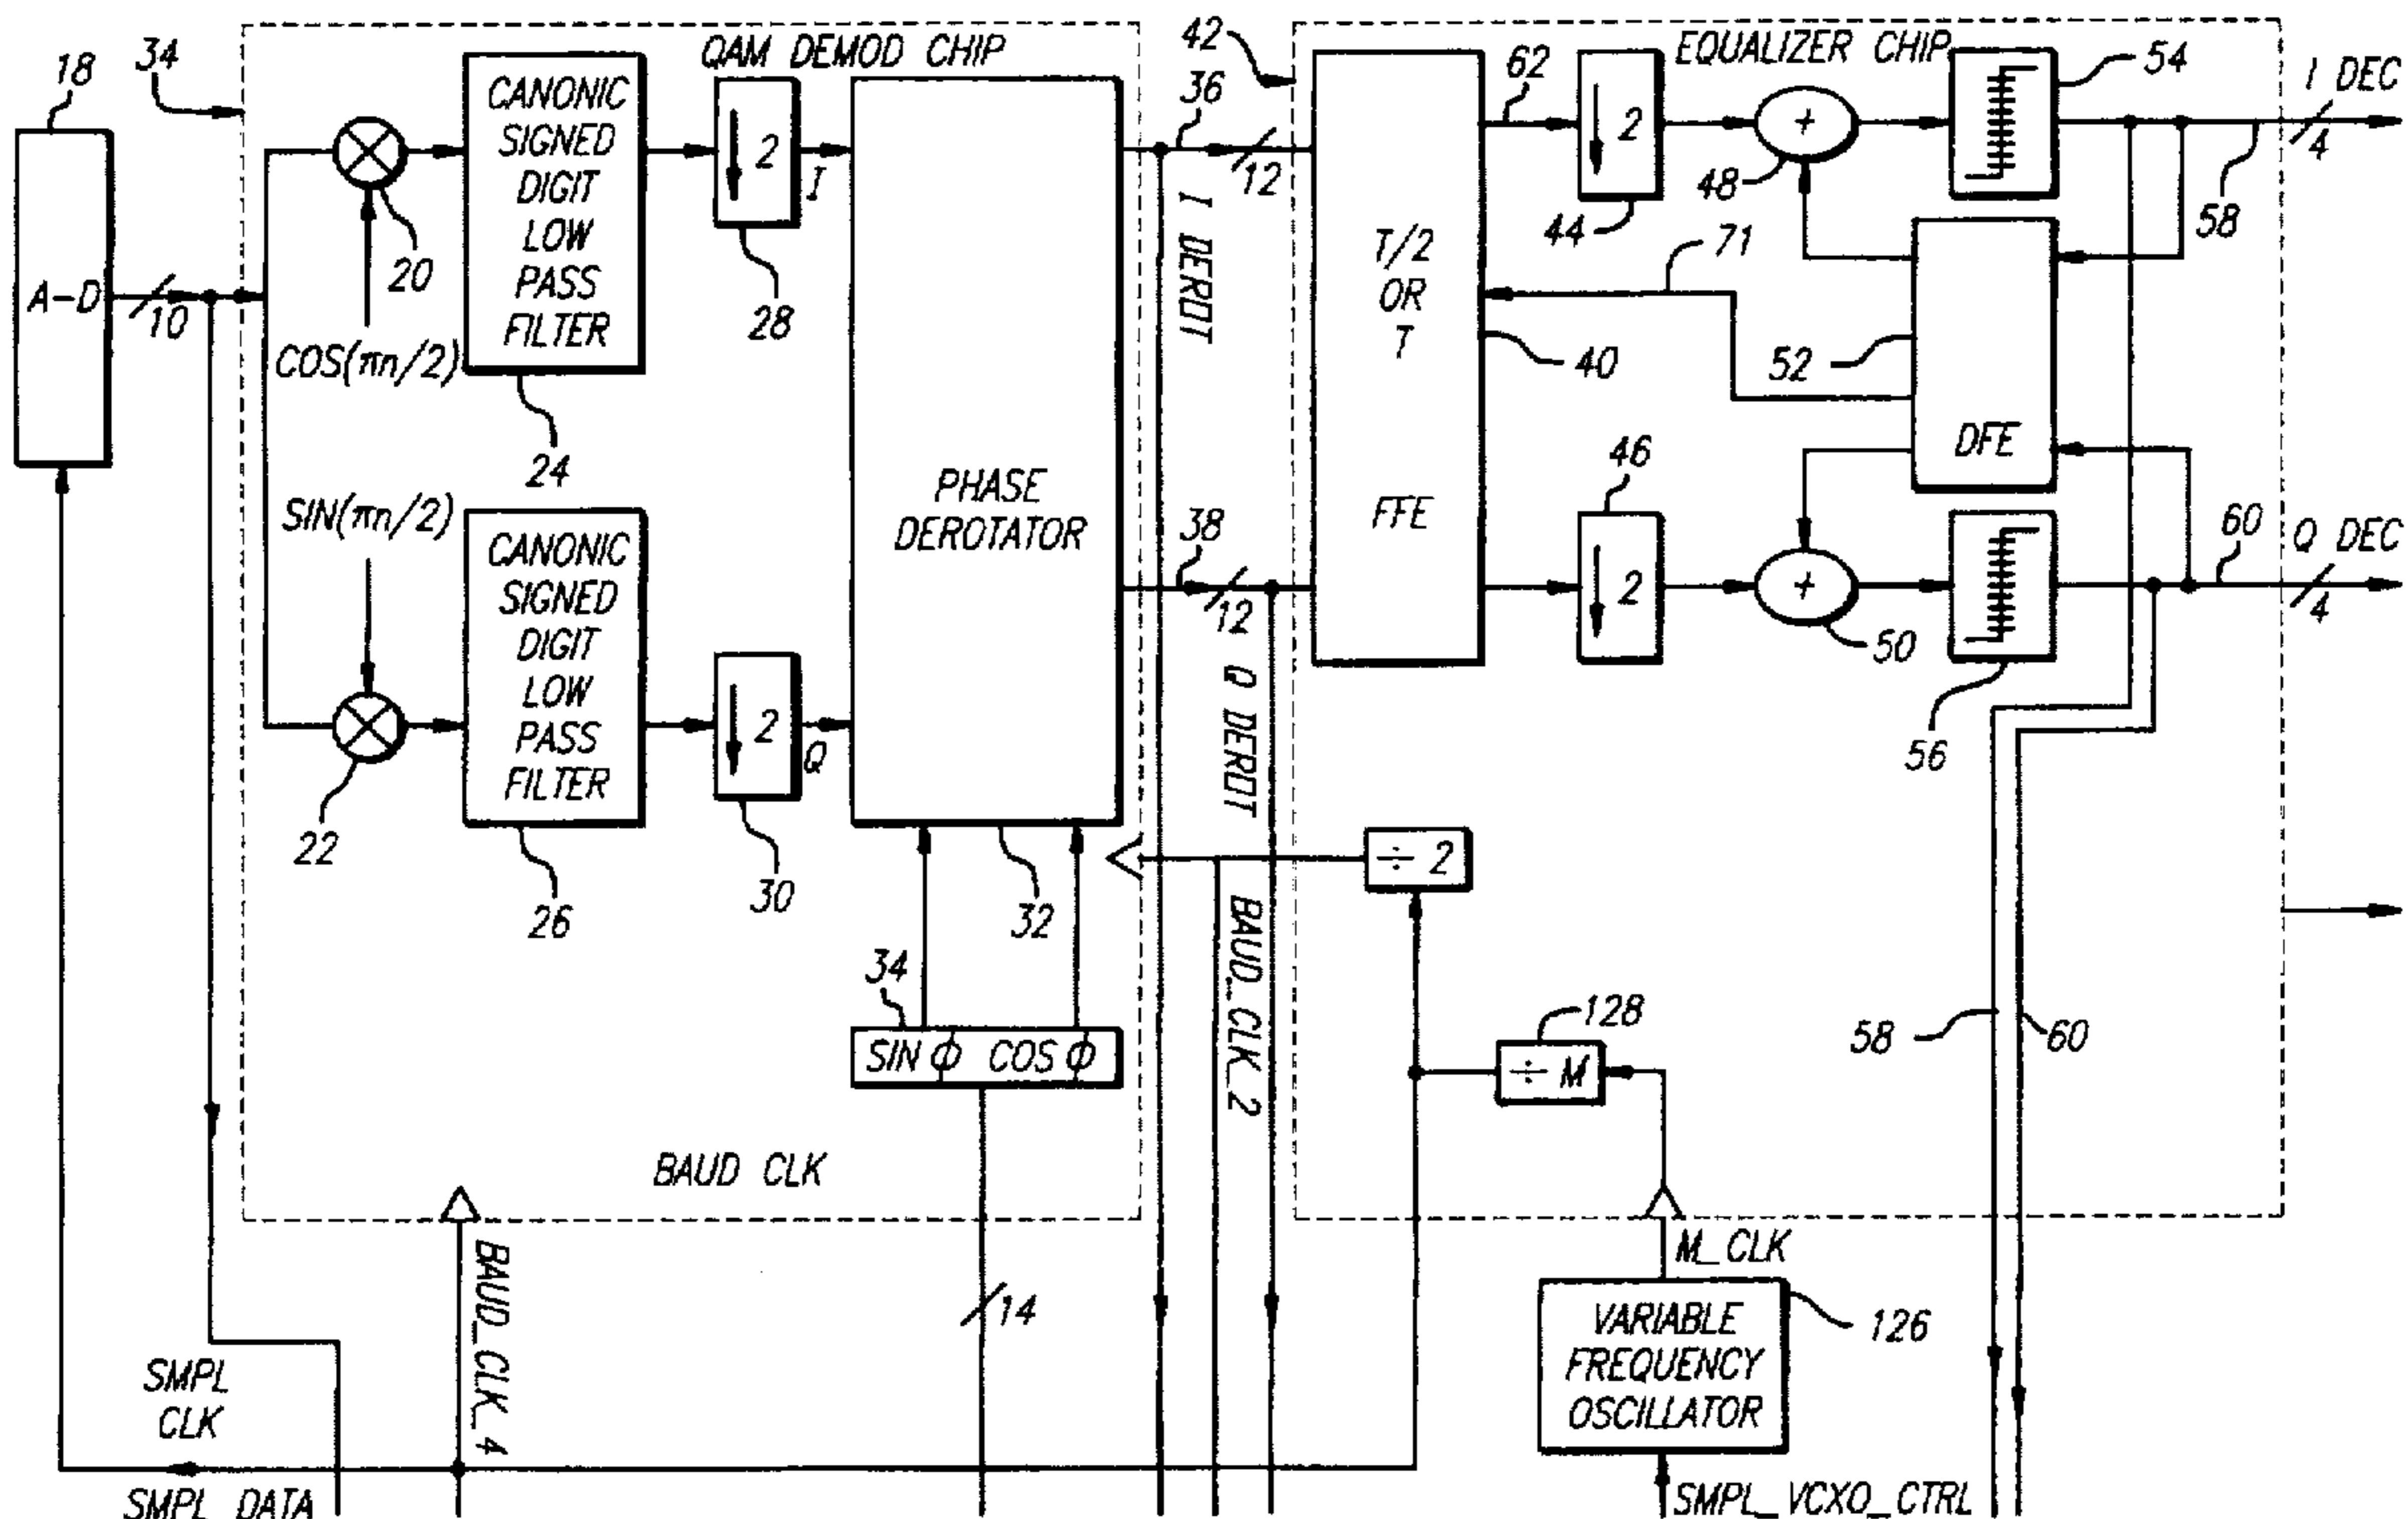 18
34
A-D
10
QAM DEMOD CHIP
20
COS(πn/2)
CANONIC
SIGNED
DIGIT
LOW
PASS
FILTER
24
↓ 2
I
28
SIN(πn/2)
22
CANONIC
SIGNED
DIGIT
LOW
PASS
FILTER
26
↓ 2
Q
30
PHASE
DEROTATOR
32
34
SIN ϕ COS ϕ
14
BAUD CLK
BAUD_CLK_4
SMPL
CLK
SMPL DATA
36
12
I DEROT
38
12
Q DEROT
BAUD_CLK_2
42
EQUALIZER CHIP
T/2
OR
T
FFE
40
62
↓ 2
44
+
48
54
I DEC
4
58
71
52
DFE
46
↓ 2
+
50
56
60
Q DEC
4
÷ 2
128
÷ M
58
60
M_CLK
VARIABLE
FREQUENCY
OSCILLATOR
126
SMPL_VCXO_CTRL